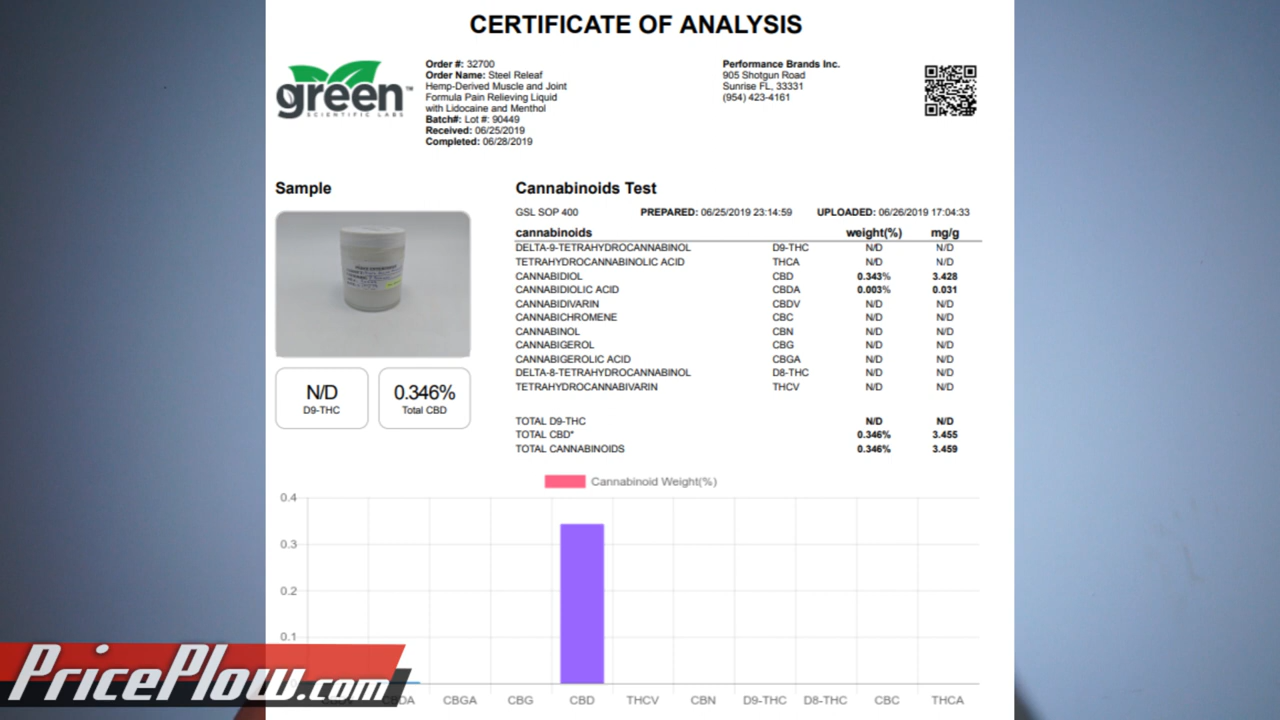 CERTIFICATE OF ANALYSIS
green™
SCIENTIFIC LABS
Order #: 32700
Order Name: Steel Releaf
Hemp-Derived Muscle and Joint
Formula Pain Relieving Liquid
with Lidocaine and Menthol
Batch#: Lot #: 90449
Received: 06/25/2019
Completed: 06/28/2019
Performance Brands Inc.
905 Shotgun Road
Sunrise FL, 33331
(954) 423-4161
Sample
N/D
D9-THC
0.346%
Total CBD
Cannabinoids Test
GSL SOP 400 PREPARED: 06/25/2019 23:14:59 UPLOADED: 06/26/2019 17:04:33
cannabinoids weight(%) mg/g
DELTA-9-TETRAHYDROCANNABINOL D9-THC N/D N/D
TETRAHYDROCANNABINOLIC ACID THCA N/D N/D
CANNABIDIOL CBD 0.343% 3.428
CANNABIDIOLIC ACID CBDA 0.003% 0.031
CANNABIDIVARIN CBDV N/D N/D
CANNABICHROMENE CBC N/D N/D
CANNABINOL CBN N/D N/D
CANNABIGEROL CBG N/D N/D
CANNABIGEROLIC ACID CBGA N/D N/D
DELTA-8-TETRAHYDROCANNABINOL D8-THC N/D N/D
TETRAHYDROCANNABIVARIN THCV N/D N/D
TOTAL D9-THC N/D N/D
TOTAL CBD* 0.346% 3.455
TOTAL CANNABINOIDS 0.346% 3.459
Cannabinoid Weight(%)
0.4
0.3
0.2
0.1
CBDV CBDA CBGA CBG CBD THCV CBN D9-THC D8-THC CBC THCA
PricePlow.com